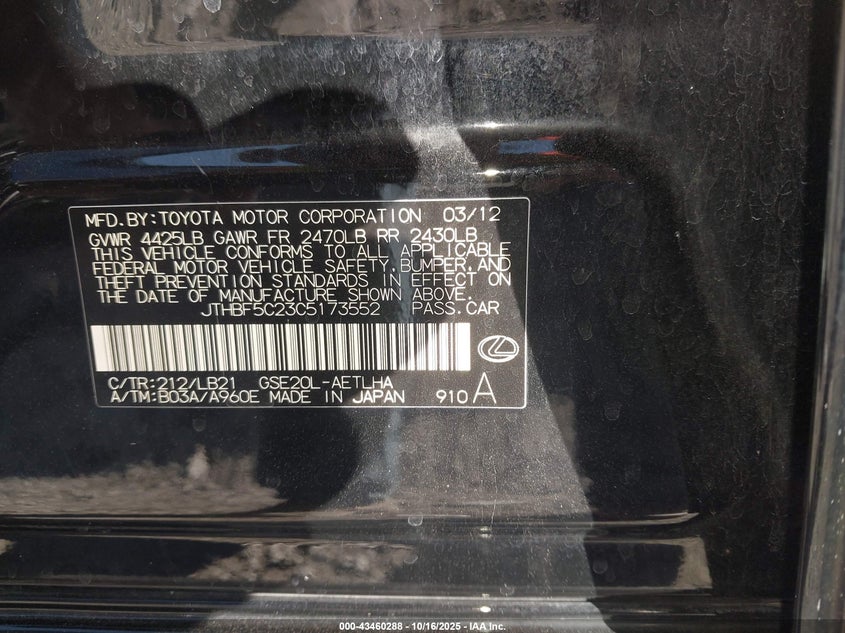 MFD.BY:TOYOTA MOTOR CORPORATION 03/12
GVWR 4425LB GAWR FR 2470LB RR 2430LB
THIS VEHICLE CONFORMS TO ALL APPLICABLE
FEDERAL MOTOR VEHICLE SAFETY,BUMPER,AND
THEFT PREVENTION STANDARDS IN EFFECT ON
THE DATE OF MANUFACTURE SHOWN ABOVE.
JTHBF5C23C5173552 PASS.CAR
C/TR:212/LB21 GSE20L-AETLHA
A/TM:B03A/A960E MADE IN JAPAN 910 A
000-43460288 - 10/16/2025 - IAA Inc.